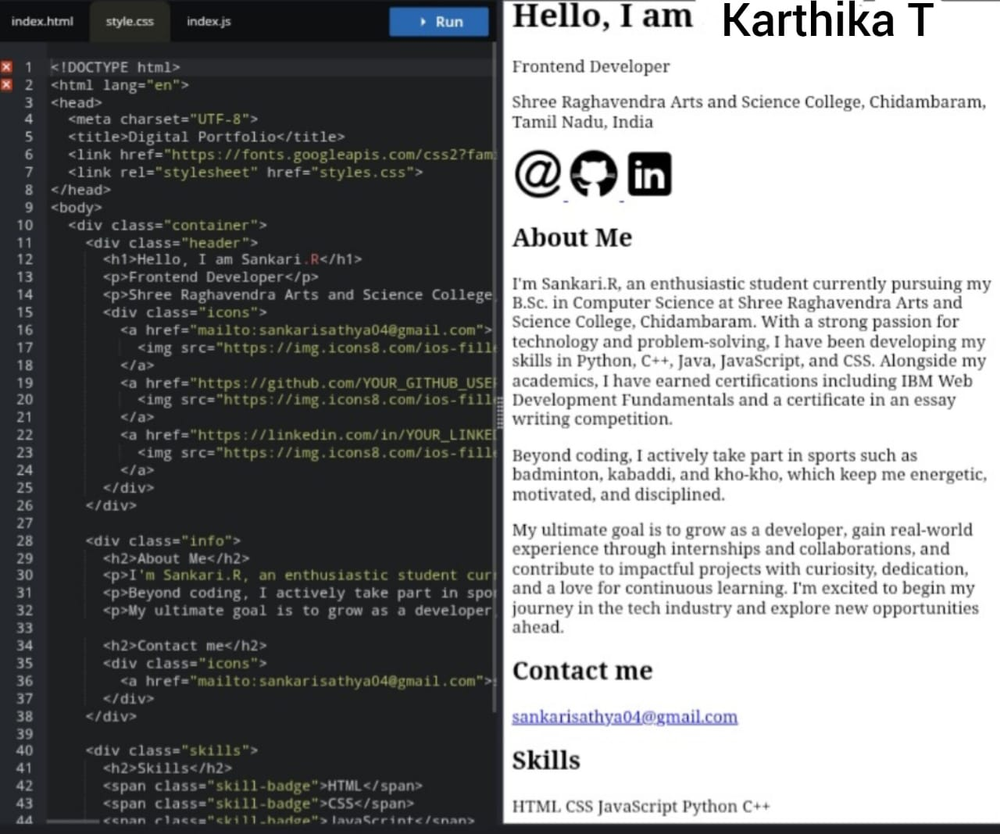 index.html style.css index.js Run
1 <!DOCTYPE html>
2 <html lang="en">
3 <head>
4 <meta charset="UTF-8">
5 <title>Digital Portfolio</title>
6 <link href="https://fonts.googleapis.com/css2?fam
7 <link rel="stylesheet" href="styles.css">
8 </head>
9 <body>
10 <div class="container">
11 <div class="header">
12 <h1>Hello, I am Sankari.R</h1>
13 <p>Frontend Developer</p>
14 <p>Shree Raghavendra Arts and Science College,
15 <div class="icons">
16 <a href="mailto:sankarisathya04@gmail.com">
17 <img src="https://img.icons8.com/ios-fill
18 </a>
19 <a href="https://github.com/YOUR_GITHUB_USE
20 <img src="https://img.icons8.com/ios-fill
21 </a>
22 <a href="https://linkedin.com/in/YOUR_LINKE
23 <img src="https://img.icons8.com/ios-fill
24 </a>
25 </div>
26 </div>
27
28 <div class="info">
29 <h2>About Me</h2>
30 <p>I'm Sankari.R, an enthusiastic student cur
31 <p>Beyond coding, I actively take part in spo
32 <p>My ultimate goal is to grow as a developer
33
34 <h2>Contact me</h2>
35 <div class="icons">
36 <a href="mailto:sankarisathya04@gmail.com">
37 </div>
38 </div>
39
40 <div class="skills">
41 <h2>Skills</h2>
42 <span class="skill-badge">HTML</span>
43 <span class="skill-badge">CSS</span>
44 <span class="skill-badge">JavaScript</span>
Hello, I am Karthika T
Frontend Developer
Shree Raghavendra Arts and Science College, Chidambaram,
Tamil Nadu, India
@ in
About Me
I'm Sankari.R, an enthusiastic student currently pursuing my
B.Sc. in Computer Science at Shree Raghavendra Arts and
Science College, Chidambaram. With a strong passion for
technology and problem-solving, I have been developing my
skills in Python, C++, Java, JavaScript, and CSS. Alongside my
academics, I have earned certifications including IBM Web
Development Fundamentals and a certificate in an essay
writing competition.
Beyond coding, I actively take part in sports such as
badminton, kabaddi, and kho-kho, which keep me energetic,
motivated, and disciplined.
My ultimate goal is to grow as a developer, gain real-world
experience through internships and collaborations, and
contribute to impactful projects with curiosity, dedication,
and a love for continuous learning. I'm excited to begin my
journey in the tech industry and explore new opportunities
ahead.
Contact me
sankarisathya04@gmail.com
Skills
HTML CSS JavaScript Python C++